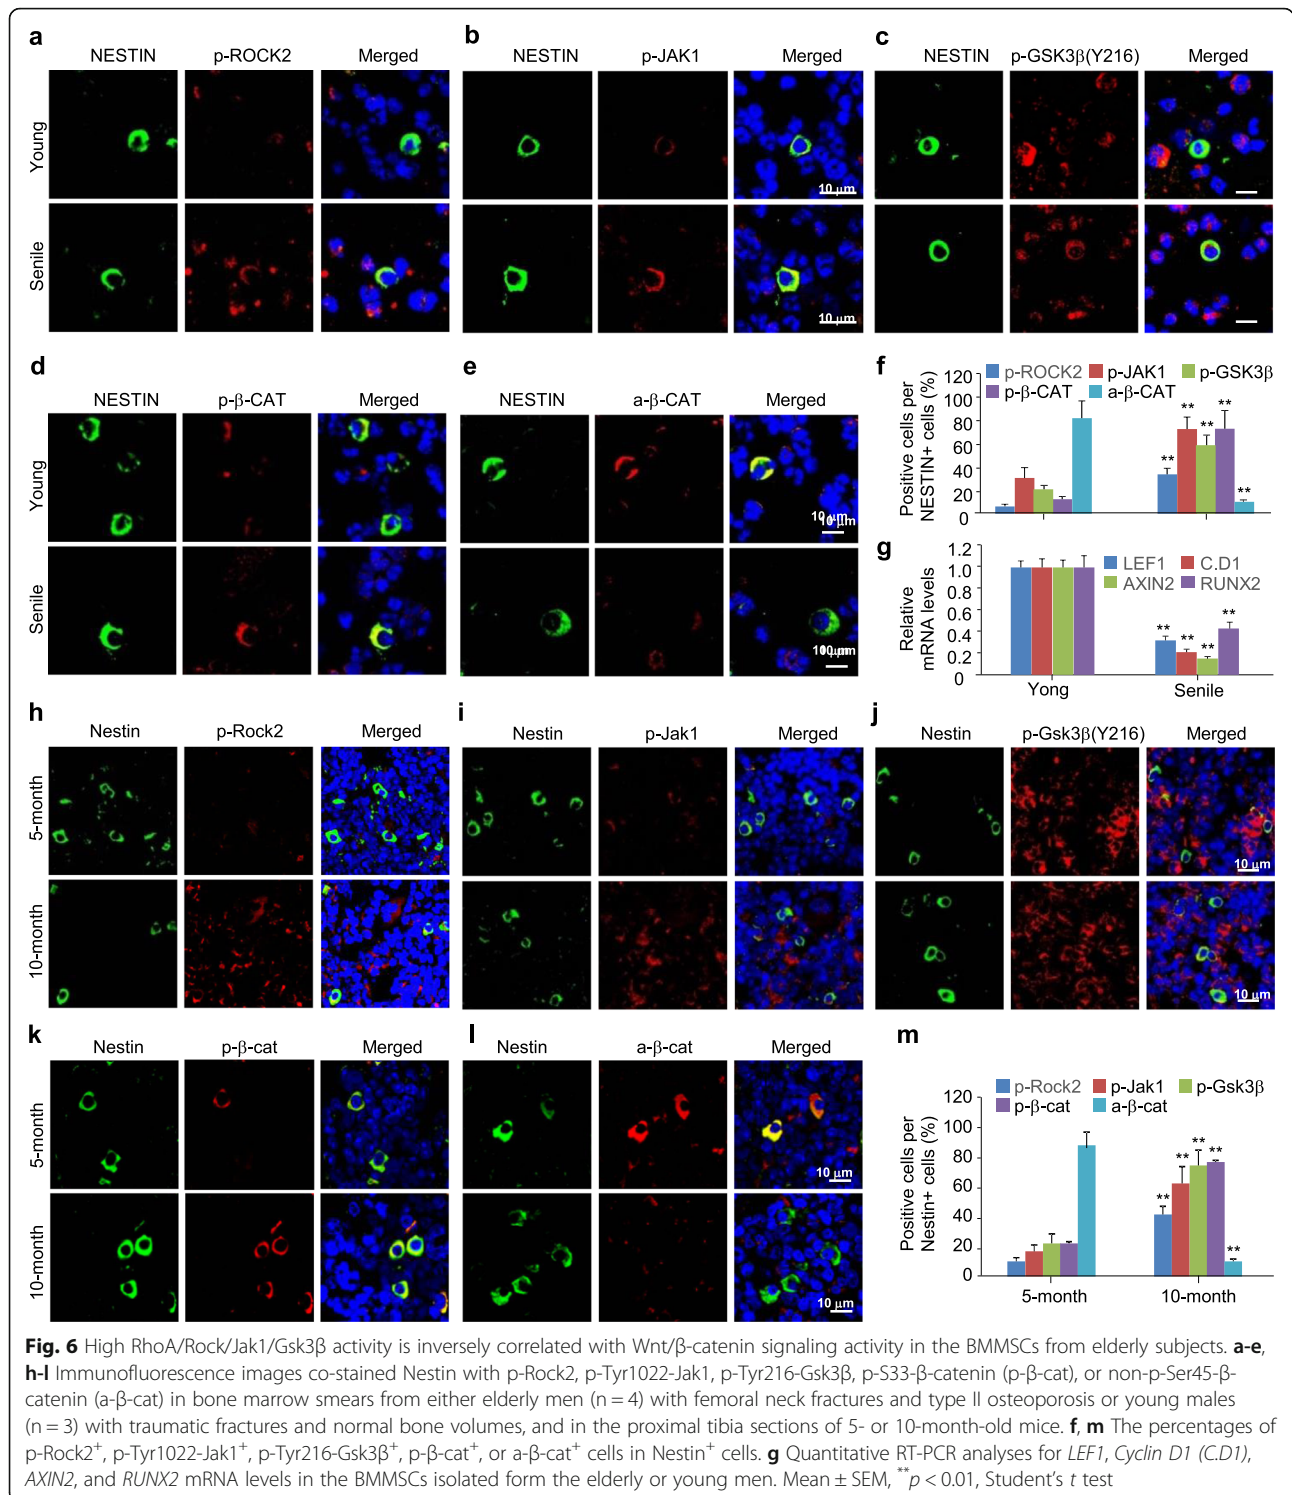 a b c
NESTIN p-ROCK2 Merged NESTIN p-JAK1 Merged NESTIN p-GSK3β(Y216) Merged
Young
10 μm
Senile
10 μm
d e f
NESTIN p-β-CAT Merged NESTIN a-β-CAT Merged
Young
10 μm
10 μm
Senile
10 μm
10 μm
p-ROCK2 p-JAK1 p-GSK3β
p-β-CAT a-β-CAT
Positive cells per
NESTIN+ cells (%)
120
100
80
60
40
20
0
** ** ** ** **
g
LEF1 C.D1
AXIN2 RUNX2
Relative
mRNA levels
1.2
1.0
0.8
0.6
0.4
0.2
0
** ** ** **
Yong Senile
h i j
Nestin p-Rock2 Merged Nestin p-Jak1 Merged Nestin p-Gsk3β(Y216) Merged
5-month
10 μm
10-month
10 μm
k l m
Nestin p-β-cat Merged Nestin a-β-cat Merged
5-month
10 μm
10-month
10 μm
p-Rock2 p-Jak1 p-Gsk3β
p-β-cat a-β-cat
Positive cells per
Nestin+ cells (%)
120
100
80
60
40
20
0
** ** ** ** **
5-month 10-month
Fig. 6 High RhoA/Rock/Jak1/Gsk3β activity is inversely correlated with Wnt/β-catenin signaling activity in the BMMSCs from elderly subjects. a-e,
h-l Immunofluorescence images co-stained Nestin with p-Rock2, p-Tyr1022-Jak1, p-Tyr216-Gsk3β, p-S33-β-catenin (p-β-cat), or non-p-Ser45-β-
catenin (a-β-cat) in bone marrow smears from either elderly men (n = 4) with femoral neck fractures and type II osteoporosis or young males
(n = 3) with traumatic fractures and normal bone volumes, and in the proximal tibia sections of 5- or 10-month-old mice. f, m The percentages of
p-Rock2⁺, p-Tyr1022-Jak1⁺, p-Tyr216-Gsk3β⁺, p-β-cat⁺, or a-β-cat⁺ cells in Nestin⁺ cells. g Quantitative RT-PCR analyses for LEF1, Cyclin D1 (C.D1),
AXIN2, and RUNX2 mRNA levels in the BMMSCs isolated form the elderly or young men. Mean ± SEM, **p < 0.01, Student's t test